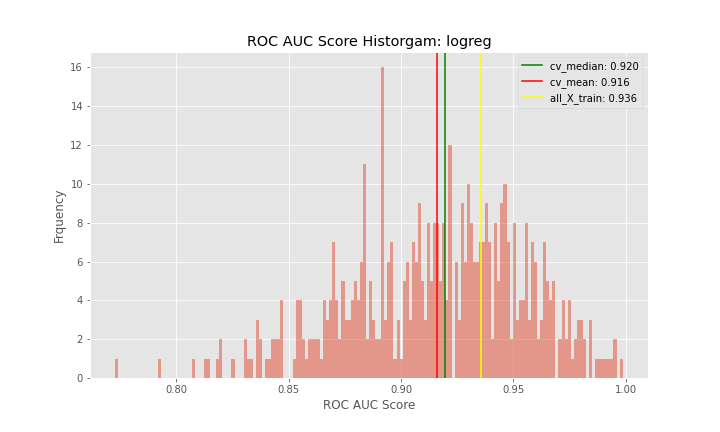 ROC AUC Score Historgam: logreg
cv_median: 0.920
cv_mean: 0.916
all_X_train: 0.936
Frquency
16
14
12
10
8
6
4
2
0
0.80 0.85 0.90 0.95 1.00
ROC AUC Score